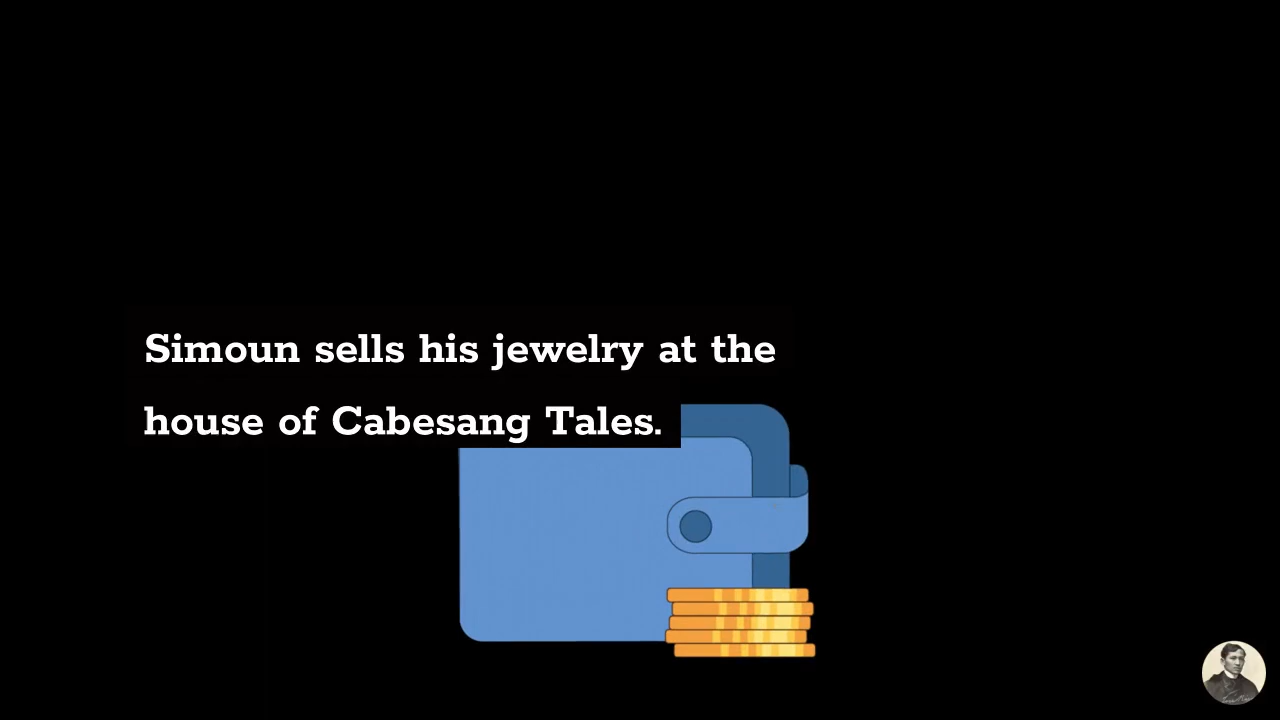 Simoun sells his jewelry at the
house of Cabesang Tales.